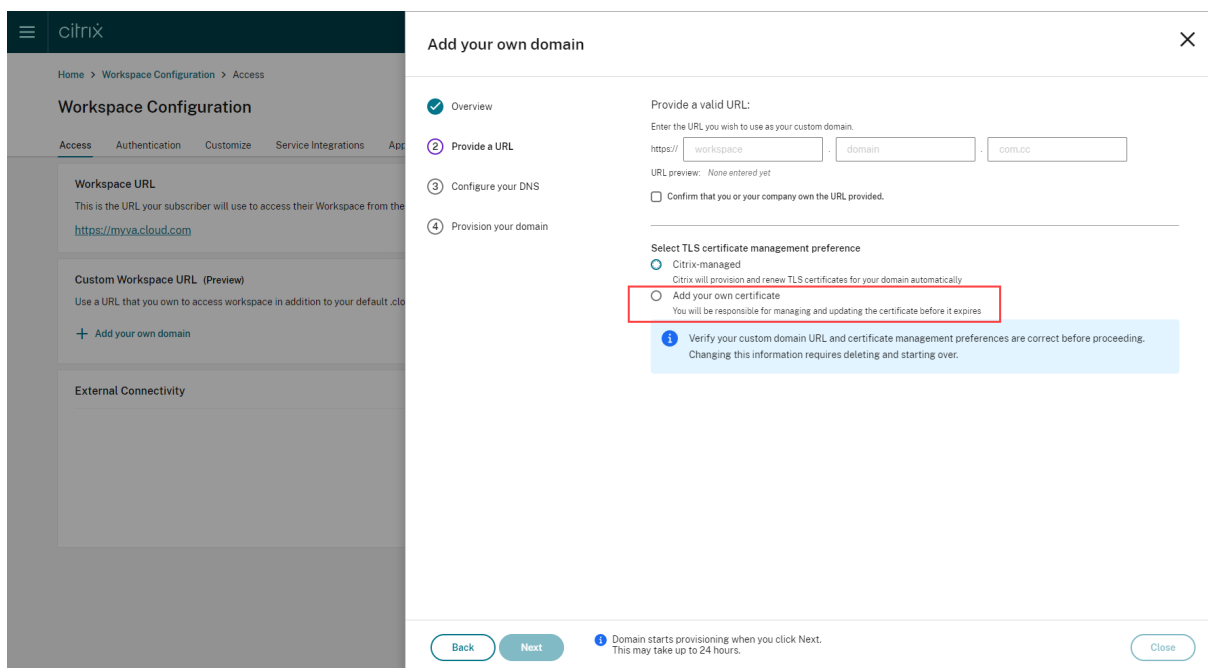 citrix
Home > Workspace Configuration > Access
Workspace Configuration
Access Authentication Customize Service Integrations App
Workspace URL
This is the URL your subscriber will use to access their Workspace from the
https://myva.cloud.com
Custom Workspace URL (Preview)
Use a URL that you own to access workspace in addition to your default .clo
+ Add your own domain
External Connectivity
Add your own domain
Overview
2 Provide a URL
3 Configure your DNS
4 Provision your domain
Provide a valid URL:
Enter the URL you wish to use as your custom domain.
https:// workspace . domain . com.cc
URL preview: None entered yet
Confirm that you or your company own the URL provided.
Select TLS certificate management preference
Citrix-managed
Citrix will provision and renew TLS certificates for your domain automatically
Add your own certificate
You will be responsible for managing and updating the certificate before it expires
Verify your custom domain URL and certificate management preferences are correct before proceeding.
Changing this information requires deleting and starting over.
Back Next
Domain starts provisioning when you click Next.
This may take up to 24 hours.
Close